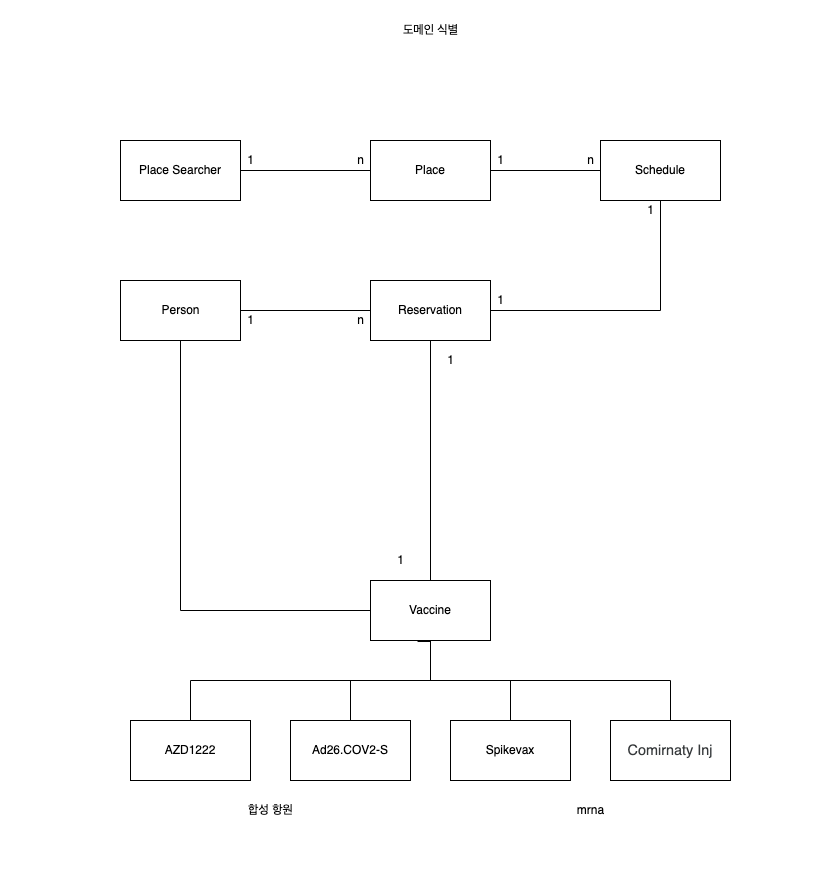 도메인 식별
Place Searcher
1
n
Place
1
n
Schedule
1
Person
1
n
Reservation
1
1
1
Vaccine
AZD1222
Ad26.COV2-S
Spikevax
Comirnaty Inj
합성 항원
mrna